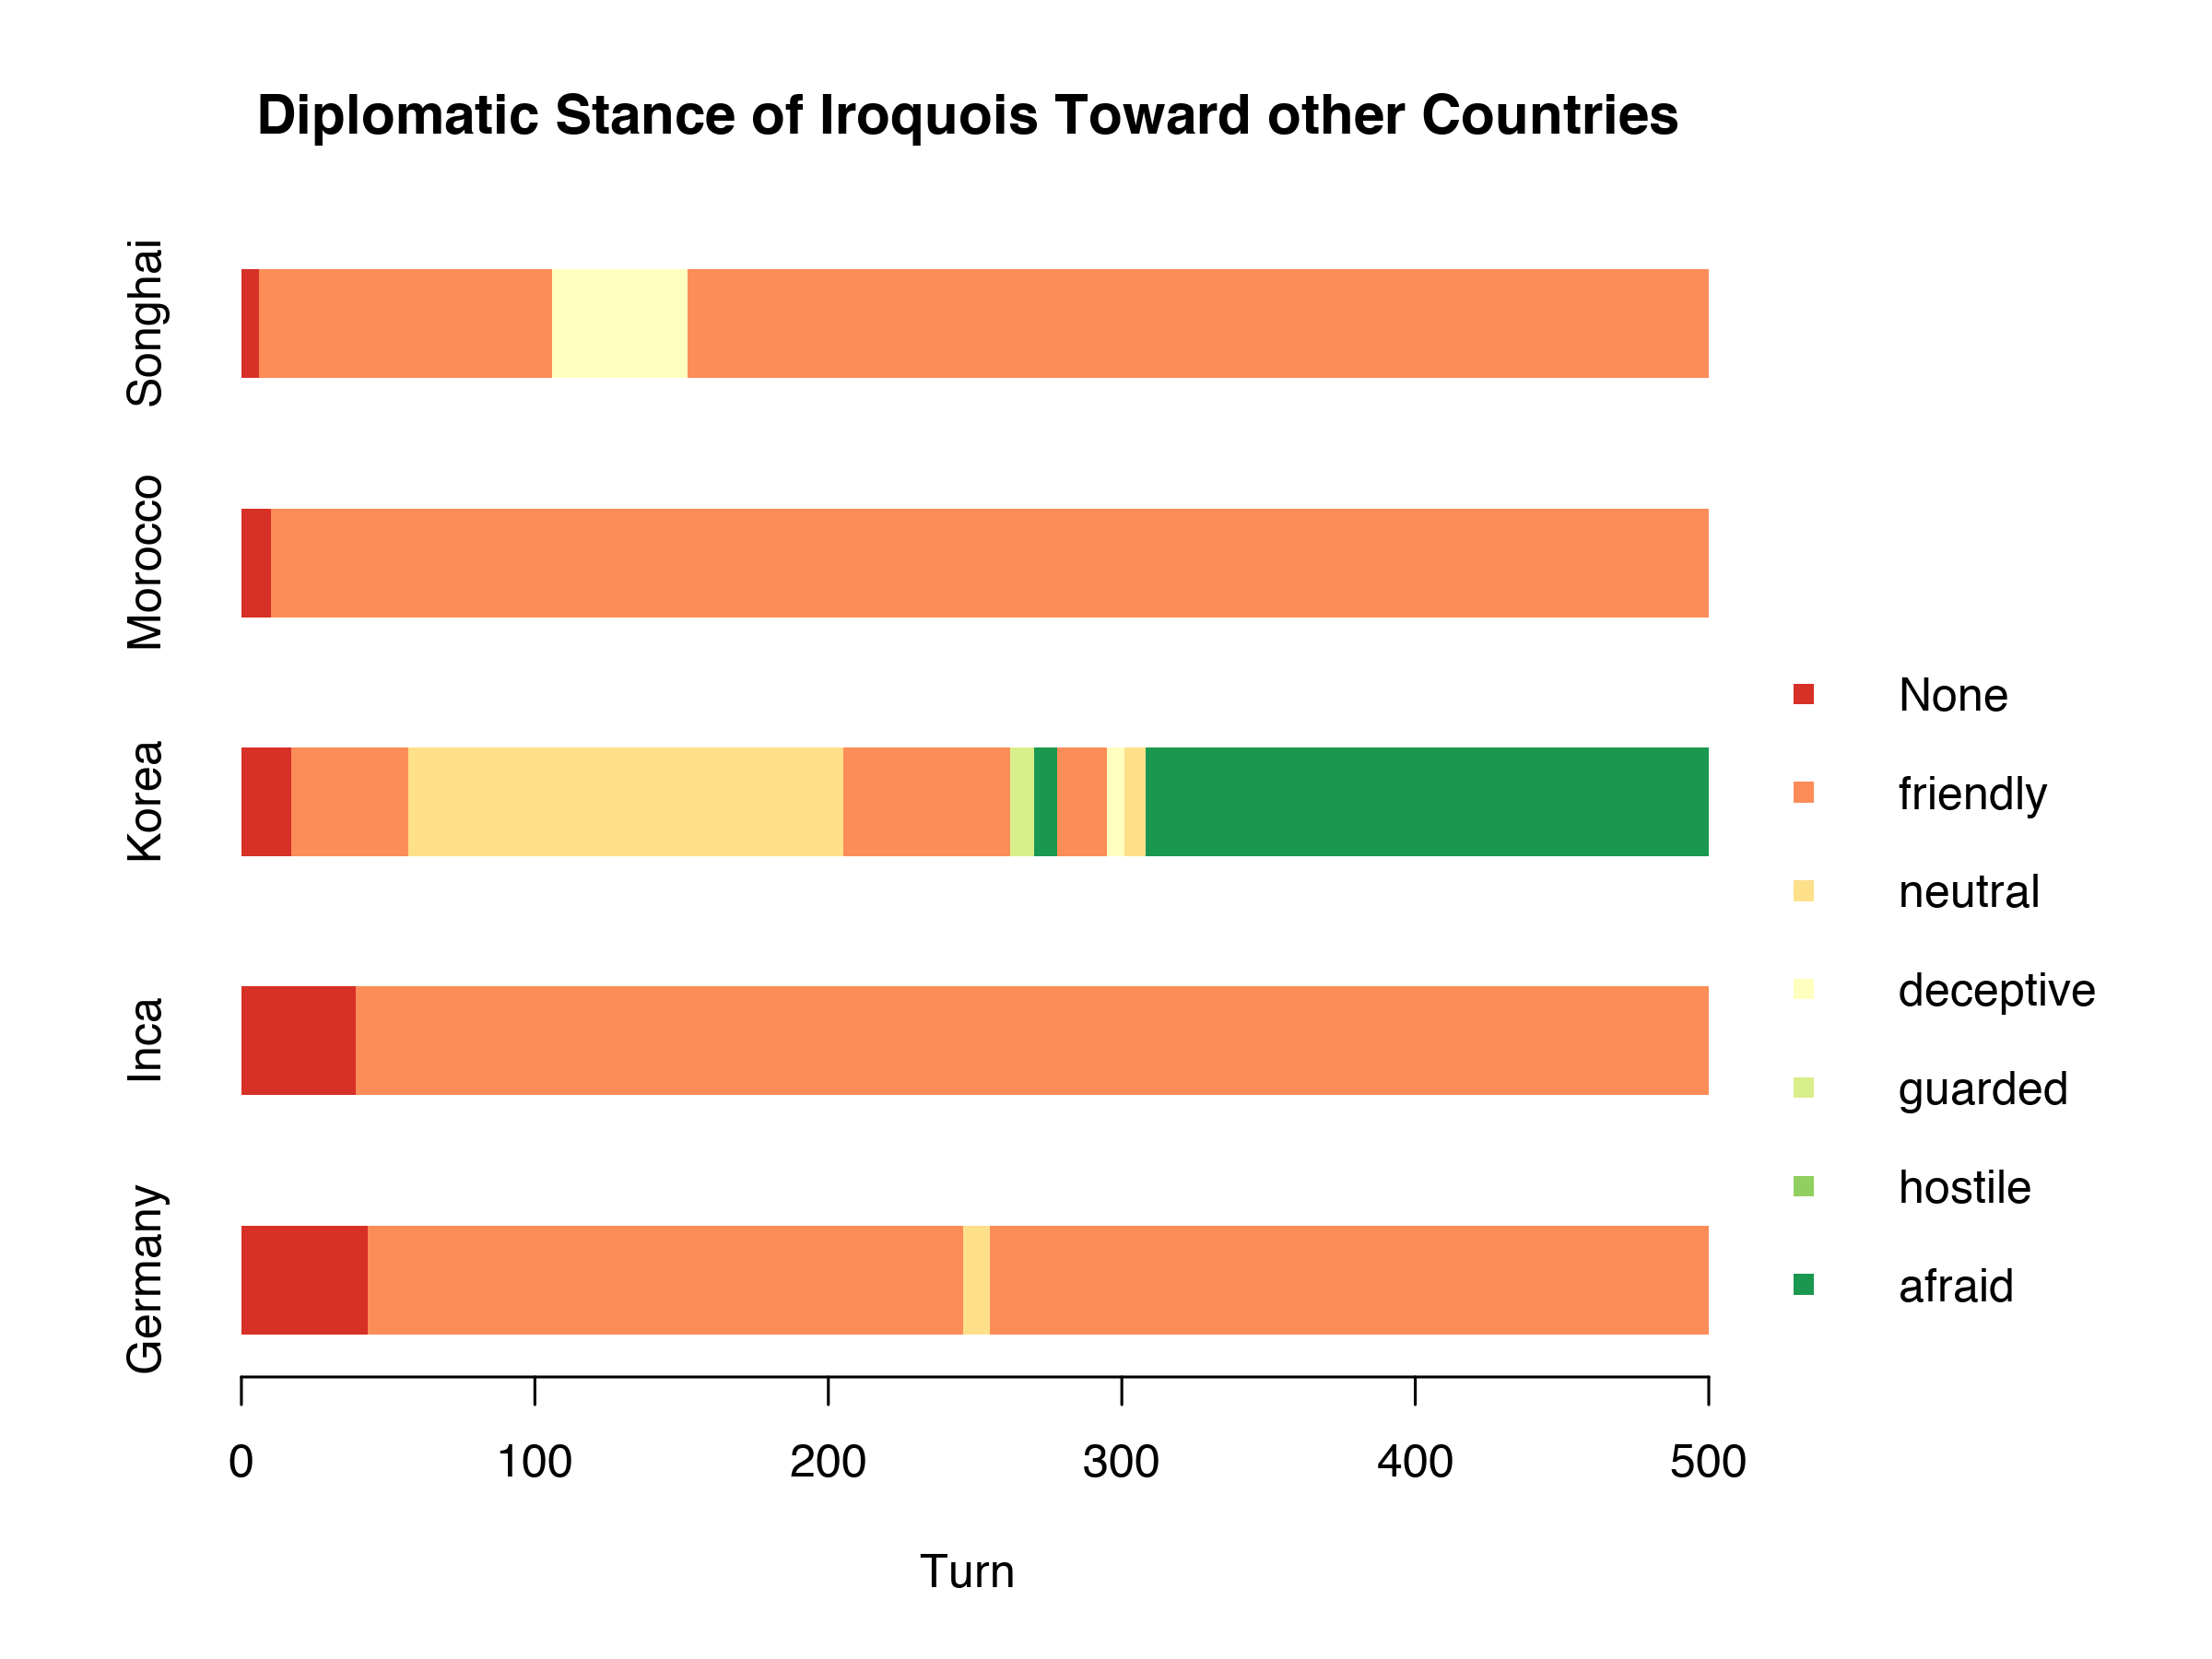 Diplomatic Stance of Iroquois Toward other Countries
Songhai
Morocco
Korea
Inca
Germany
None
friendly
neutral
deceptive
guarded
hostile
afraid
0 100 200 300 400 500
Turn